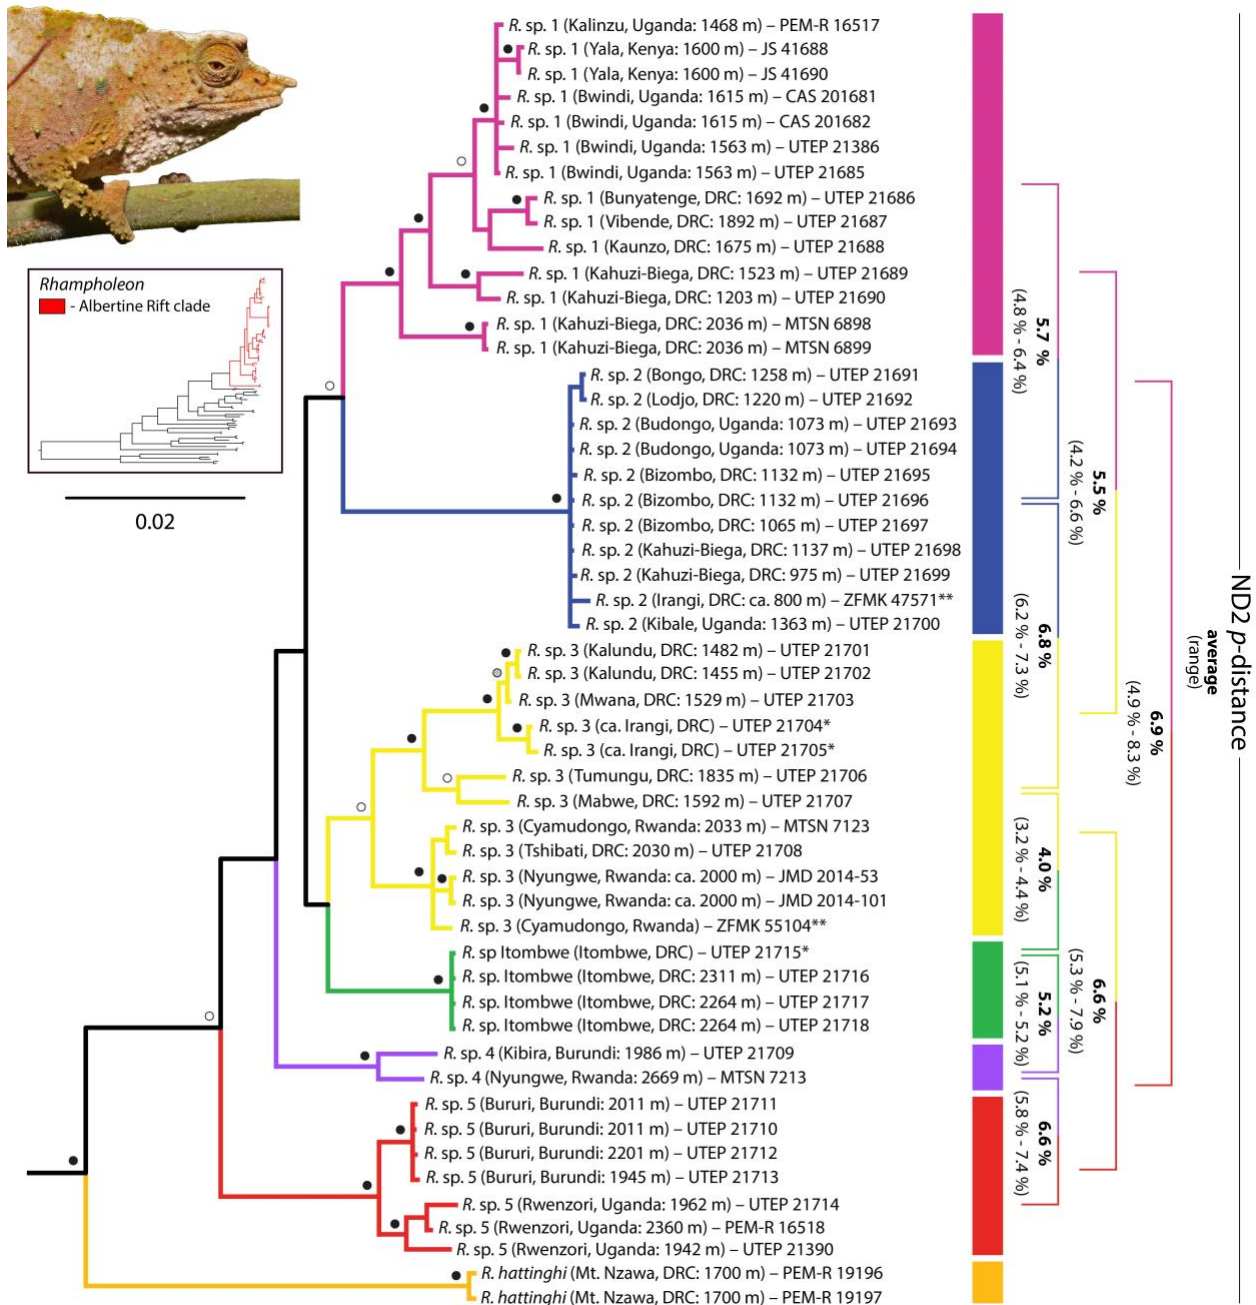 R. sp. 1 (Kalinzu, Uganda: 1468 m) – PEM-R 16517
R. sp. 1 (Yala, Kenya: 1600 m) – JS 41688
R. sp. 1 (Yala, Kenya: 1600 m) – JS 41690
R. sp. 1 (Bwindi, Uganda: 1615 m) – CAS 201681
R. sp. 1 (Bwindi, Uganda: 1615 m) – CAS 201682
R. sp. 1 (Bwindi, Uganda: 1563 m) – UTEP 21386
R. sp. 1 (Bwindi, Uganda: 1563 m) – UTEP 21685
R. sp. 1 (Bunyatenge, DRC: 1692 m) – UTEP 21686
R. sp. 1 (Vibende, DRC: 1892 m) – UTEP 21687
R. sp. 1 (Kaunzo, DRC: 1675 m) – UTEP 21688
R. sp. 1 (Kahuzi-Biega, DRC: 1523 m) – UTEP 21689
R. sp. 1 (Kahuzi-Biega, DRC: 1203 m) – UTEP 21690
R. sp. 1 (Kahuzi-Biega, DRC: 2036 m) – MTSN 6898
R. sp. 1 (Kahuzi-Biega, DRC: 2036 m) – MTSN 6899
R. sp. 2 (Bongo, DRC: 1258 m) – UTEP 21691
R. sp. 2 (Lodjo, DRC: 1220 m) – UTEP 21692
R. sp. 2 (Budongo, Uganda: 1073 m) – UTEP 21693
R. sp. 2 (Budongo, Uganda: 1073 m) – UTEP 21694
R. sp. 2 (Bizombo, DRC: 1132 m) – UTEP 21695
R. sp. 2 (Bizombo, DRC: 1132 m) – UTEP 21696
R. sp. 2 (Bizombo, DRC: 1065 m) – UTEP 21697
R. sp. 2 (Kahuzi-Biega, DRC: 1137 m) – UTEP 21698
R. sp. 2 (Kahuzi-Biega, DRC: 975 m) – UTEP 21699
R. sp. 2 (Irangi, DRC: ca. 800 m) – ZFMK 47571**
R. sp. 2 (Kibale, Uganda: 1363 m) – UTEP 21700
R. sp. 3 (Kalundu, DRC: 1482 m) – UTEP 21701
R. sp. 3 (Kalundu, DRC: 1455 m) – UTEP 21702
R. sp. 3 (Mwana, DRC: 1529 m) – UTEP 21703
R. sp. 3 (ca. Irangi, DRC) – UTEP 21704*
R. sp. 3 (ca. Irangi, DRC) – UTEP 21705*
R. sp. 3 (Tumungu, DRC: 1835 m) – UTEP 21706
R. sp. 3 (Mabwe, DRC: 1592 m) – UTEP 21707
R. sp. 3 (Cyamudongo, Rwanda: 2033 m) – MTSN 7123
R. sp. 3 (Tshibati, DRC: 2030 m) – UTEP 21708
R. sp. 3 (Nyungwe, Rwanda: ca. 2000 m) – JMD 2014-53
R. sp. 3 (Nyungwe, Rwanda: ca. 2000 m) – JMD 2014-101
R. sp. 3 (Cyamudongo, Rwanda) – ZFMK 55104**
R. sp Itombwe (Itombwe, DRC) – UTEP 21715*
R. sp. Itombwe (Itombwe, DRC: 2311 m) – UTEP 21716
R. sp. Itombwe (Itombwe, DRC: 2264 m) – UTEP 21717
R. sp. Itombwe (Itombwe, DRC: 2264 m) – UTEP 21718
R. sp. 4 (Kibira, Burundi: 1986 m) – UTEP 21709
R. sp. 4 (Nyungwe, Rwanda: 2669 m) – MTSN 7213
R. sp. 5 (Bururi, Burundi: 2011 m) – UTEP 21711
R. sp. 5 (Bururi, Burundi: 2011 m) – UTEP 21710
R. sp. 5 (Bururi, Burundi: 2201 m) – UTEP 21712
R. sp. 5 (Bururi, Burundi: 1945 m) – UTEP 21713
R. sp. 5 (Rwenzori, Uganda: 1962 m) – UTEP 21714
R. sp. 5 (Rwenzori, Uganda: 2360 m) – PEM-R 16518
R. sp. 5 (Rwenzori, Uganda: 1942 m) – UTEP 21390
R. hattinghi (Mt. Nzawa, DRC: 1700 m) – PEM-R 19196
R. hattinghi (Mt. Nzawa, DRC: 1700 m) – PEM-R 19197
Rhampholeon
- Albertine Rift clade
0.02
5.7 %
(4.8 % - 6.4 %)
6.8 %
(6.2 % - 7.3 %)
4.0 %
(3.2 % - 4.4 %)
5.2 %
(5.1 % - 5.2 %)
6.6 %
(5.8 % - 7.4 %)
5.5 %
(4.2 % - 6.6 %)
6.6 %
(5.3 % - 7.9 %)
6.9 %
(4.9 % - 8.3 %)
ND2 p-distance
average
(range)